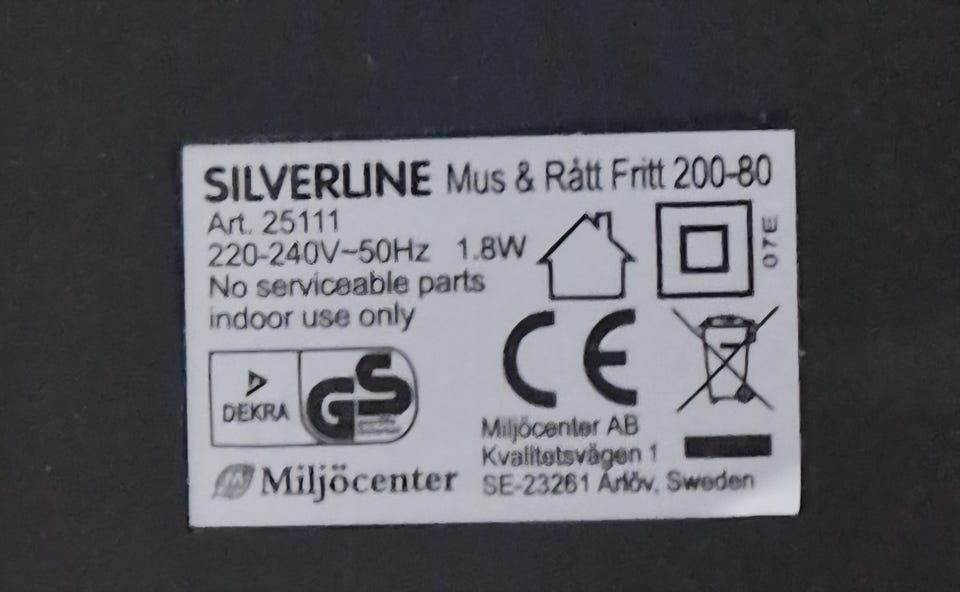 SILVERLINE Mus & Rått Fritt 200-80
Art. 25111
220-240V~50Hz 1.8W
No serviceable parts
indoor use only
07E
CE
DEKRA
GS
Miljöcenter
Miljöcenter AB
Kvalitetsvägen 1
SE-23261 Arlöv, Sweden